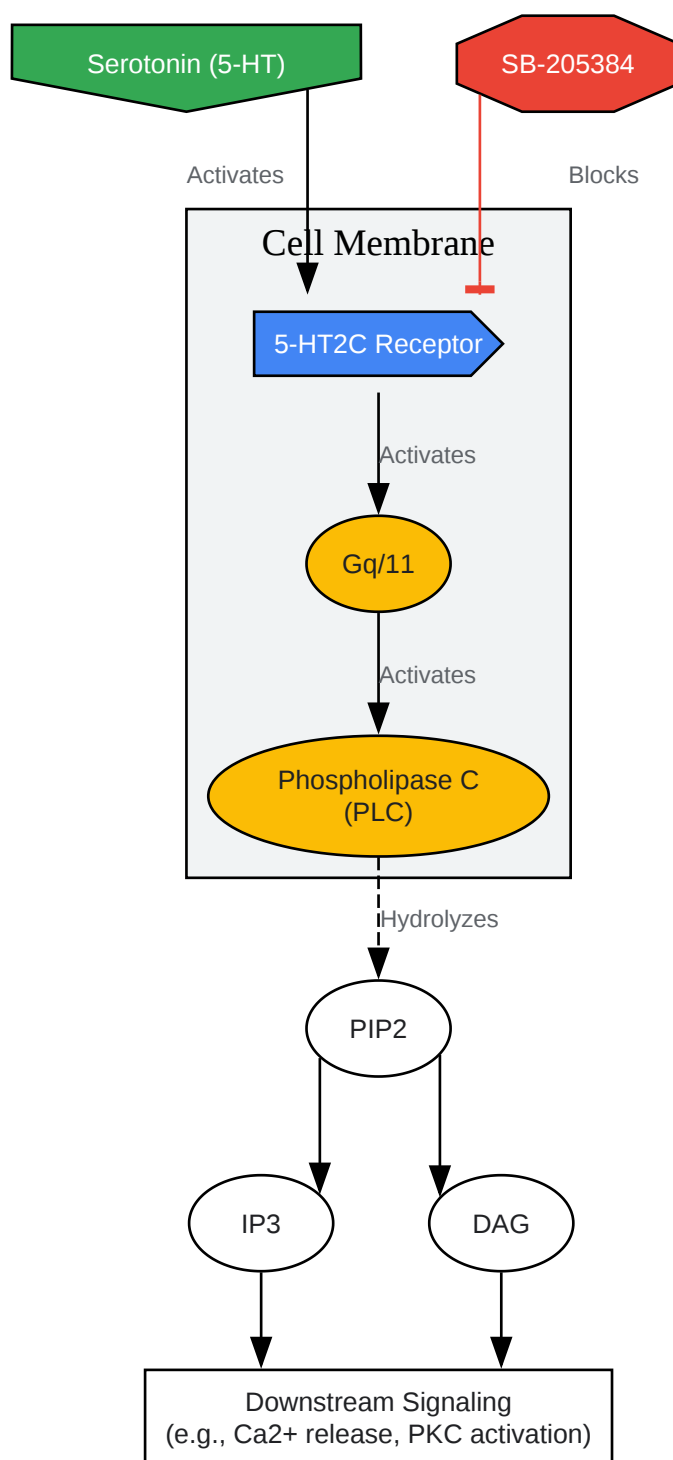 Serotonin (5-HT)
SB-205384
Activates
Blocks
Cell Membrane
5-HT2C Receptor
Activates
Gq/11
Activates
Phospholipase C
(PLC)
Hydrolyzes
PIP2
IP3
DAG
Downstream Signaling
(e.g., Ca2+ release, PKC activation)